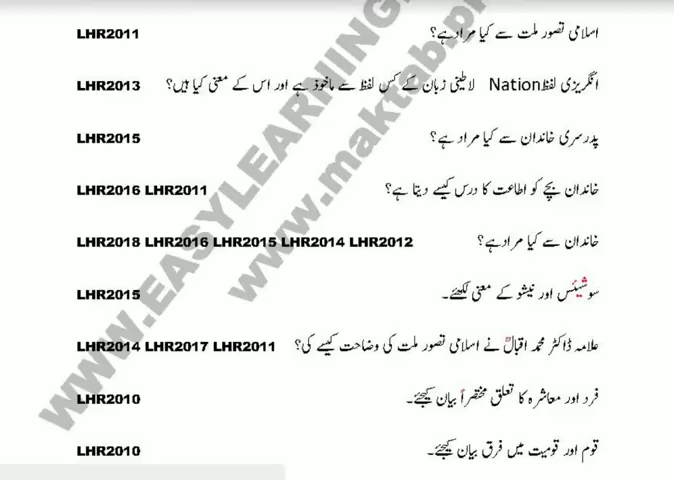 اسلامی تصور ملت سے کیا مراد ہے؟ LHR2011
انگریزی لفظ Nation لاطینی زبان کے کس لفظ سے ماخوذ ہے اور اس کے معنی کیا ہیں؟ LHR2013
پدرسری خاندان سے کیا مراد ہے؟ LHR2015
خاندان بچے کو اطاعت کا درس کیسے دیتا ہے؟ LHR2016 LHR2011
خاندان سے کیا مراد ہے؟ LHR2018 LHR2016 LHR2015 LHR2014 LHR2012
سوشیئس اور نیشو کے معنی لکھئے۔ LHR2015
علامہ ڈاکٹر محمد اقبالؒ نے اسلامی تصور ملت کی وضاحت کیسے کی؟ LHR2014 LHR2017 LHR2011
فرد اور معاشرہ کا تعلق مختصراً بیان کیجئے۔ LHR2010
قوم اور قومیت میں فرق بیان کیجئے۔ LHR2010
WWW.EASYLEARNING
www.maktab.p